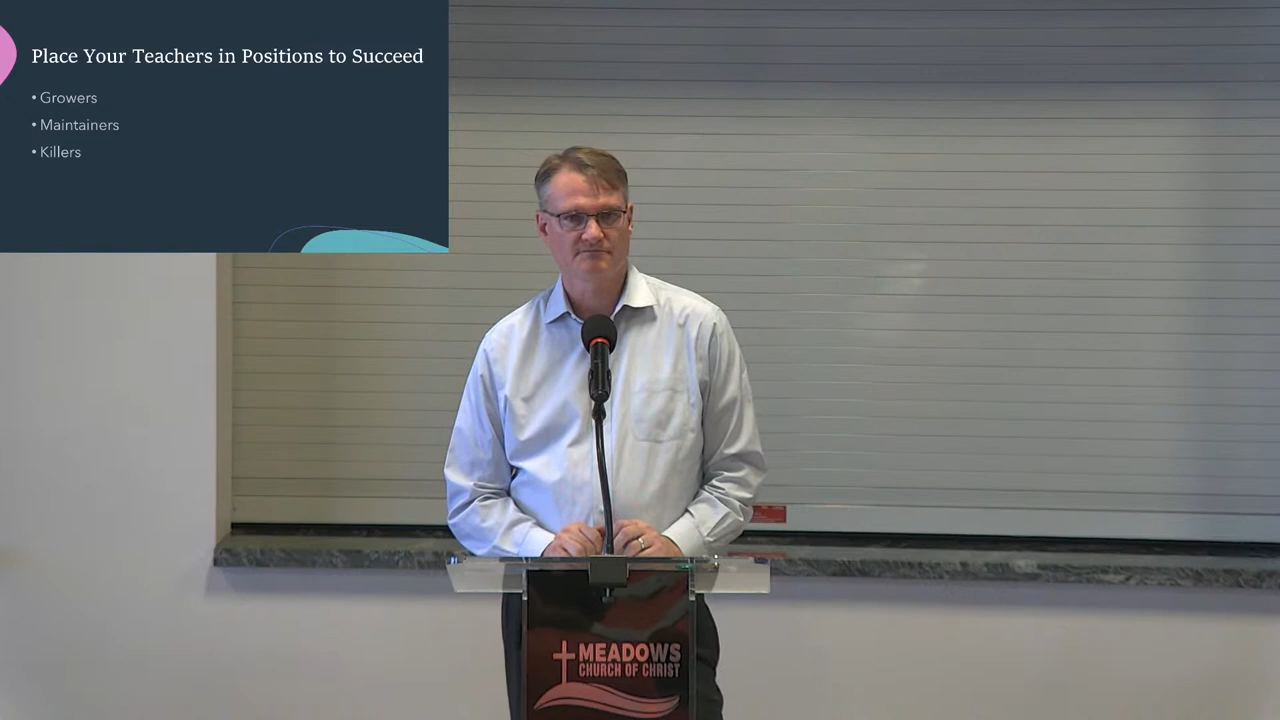 Place Your Teachers in Positions to Succeed
• Growers
• Maintainers
• Killers
MEADOWS
CHURCH OF CHRIST